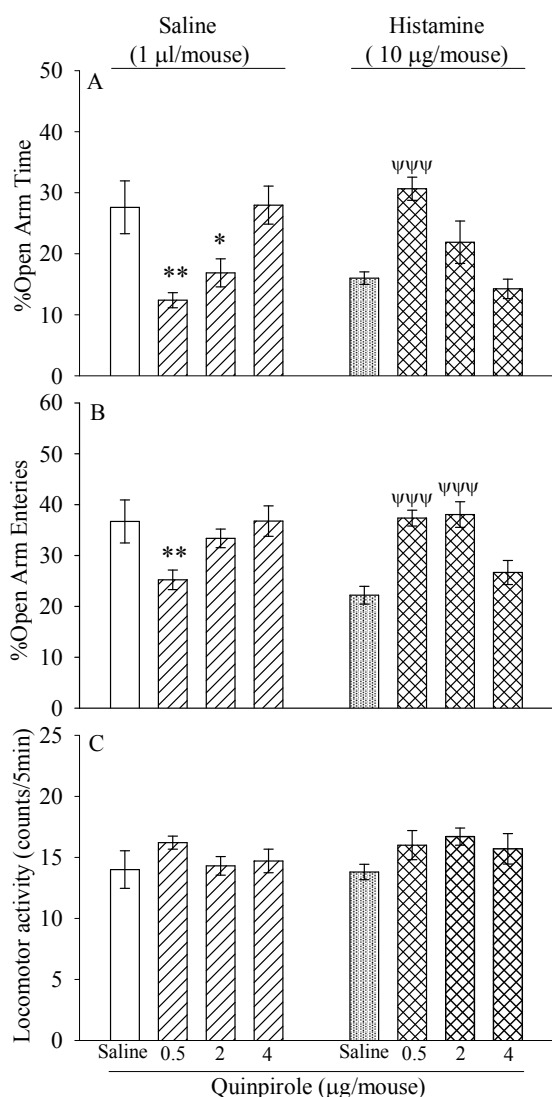 Saline
(1 μl/mouse)
Histamine
( 10 μg/mouse)
A
%Open Arm Time
50
40
30
20
10
0
**
*
ψψψ
B
%Open Arm Enteries
60
50
40
30
20
10
0
**
ψψψ
ψψψ
C
Locomotor activity (counts/5min)
25
20
15
10
5
0
Saline 0.5 2 4 Saline 0.5 2 4
Quinpirole (μg/mouse)